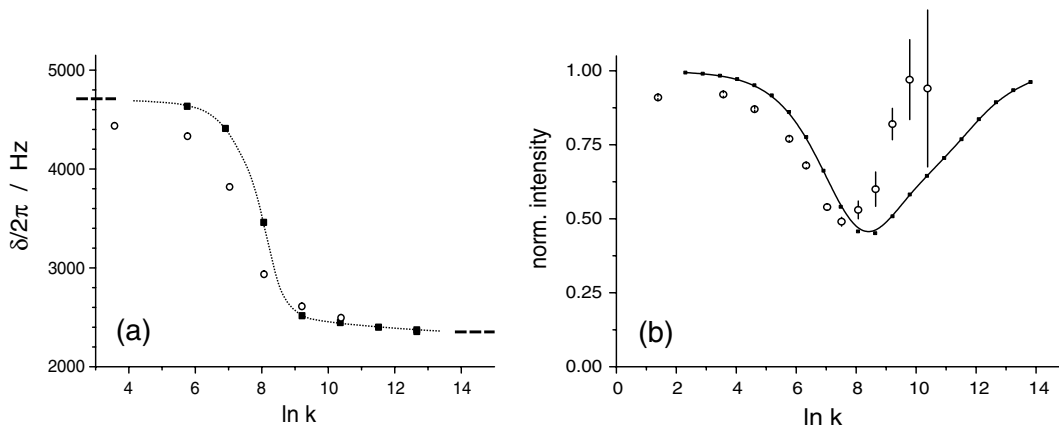 5000
4000
3000
2000
δ/2π / Hz
(a)
4 6 8 10 12 14
ln k
1.00
0.75
0.50
0.25
0.00
norm. intensity
(b)
0 2 4 6 8 10 12 14
ln k